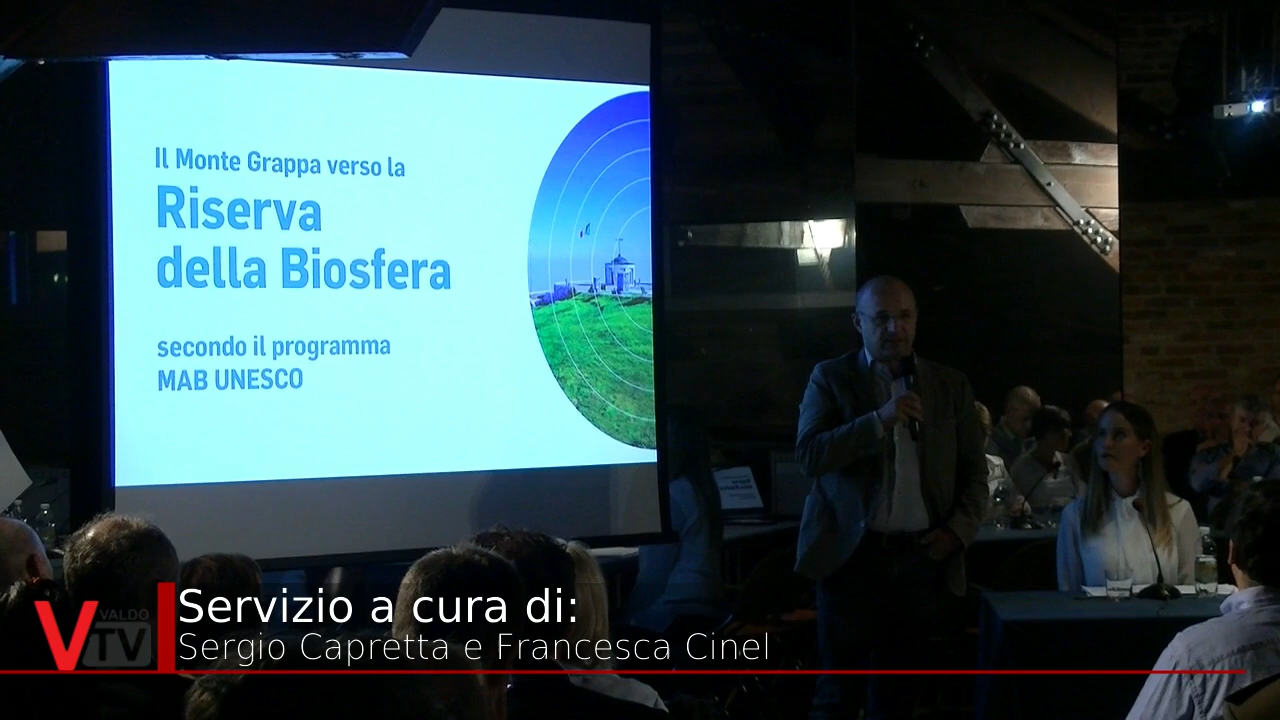 Il Monte Grappa verso la
Riserva
della Biosfera
secondo il programma
MAB UNESCO
VALDO
V TV
Servizio a cura di:
Sergio Capretta e Francesca Cinel